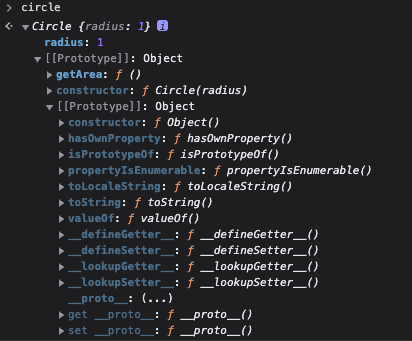 > circle
Circle {radius: 1} i
radius: 1
[[Prototype]]: Object
getArea: ƒ ()
constructor: ƒ Circle(radius)
[[Prototype]]: Object
constructor: ƒ Object()
hasOwnProperty: ƒ hasOwnProperty()
isPrototypeOf: ƒ isPrototypeOf()
propertyIsEnumerable: ƒ propertyIsEnumerable()
toLocaleString: ƒ toLocaleString()
toString: ƒ toString()
valueOf: ƒ valueOf()
__defineGetter__: ƒ __defineGetter__()
__defineSetter__: ƒ __defineSetter__()
__lookupGetter__: ƒ __lookupGetter__()
__lookupSetter__: ƒ __lookupSetter__()
__proto__: (...)
get __proto__: ƒ __proto__()
set __proto__: ƒ __proto__()